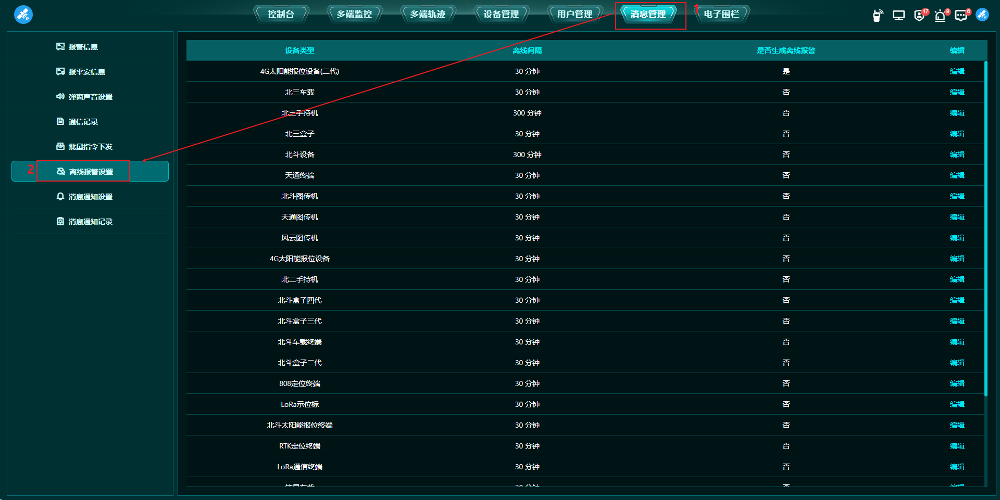 控制台
多端监控
多端轨迹
设备管理
用户管理
消息管理
1
电子围栏
17
9
6
报警信息
报平安信息
弹窗声音设置
通信记录
批量指令下发
2
离线报警设置
消息通知设置
消息通知记录
设备类型 离线间隔 是否生成离线报警 编辑
4G太阳能报位设备(二代) 30 分钟 是 编辑
北三车载 30 分钟 否 编辑
北三手持机 300 分钟 否 编辑
北三盒子 30 分钟 否 编辑
北斗设备 300 分钟 否 编辑
天通终端 30 分钟 否 编辑
北斗图传机 30 分钟 否 编辑
天通图传机 30 分钟 否 编辑
风云图传机 30 分钟 否 编辑
4G太阳能报位设备 30 分钟 否 编辑
北二手持机 30 分钟 否 编辑
北斗盒子四代 30 分钟 否 编辑
北斗盒子三代 30 分钟 否 编辑
北斗车载终端 30 分钟 否 编辑
北斗盒子二代 30 分钟 否 编辑
808定位终端 30 分钟 否 编辑
LoRa示位标 30 分钟 否 编辑
北斗太阳能报位终端 30 分钟 否 编辑
RTK定位终端 30 分钟 否 编辑
LoRa通信终端 30 分钟 否 编辑